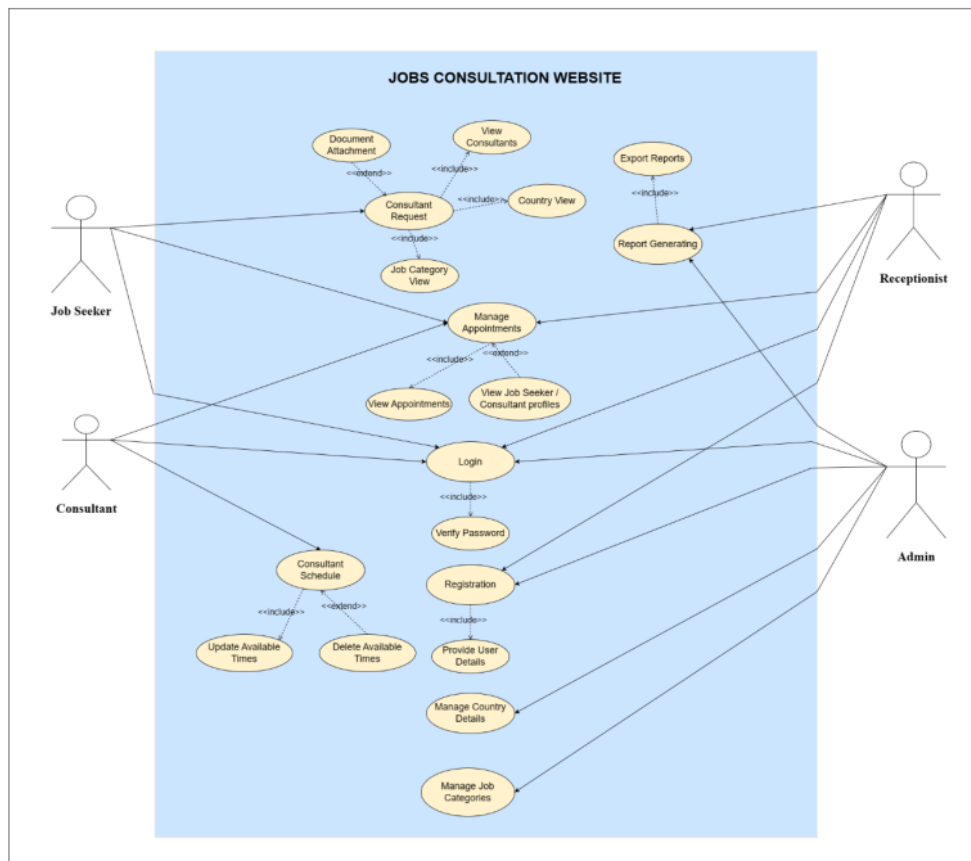 JOBS CONSULTATION WEBSITE
Document
Attachment
View
Consultants
Export Reports
<<extend>>
<<include>>
<<include>>
Consultant
Request
<<include>>
Country View
<<include>>
Report Generating
Job Category
View
Job Seeker
Receptionist
Manage
Appointments
<<include>>
<<extend>>
View Appointments
View Job Seeker /
Consultant profiles
Login
Consultant
<<include>>
Verify Password
Admin
Consultant
Schedule
Registration
<<include>>
<<extend>>
<<include>>
Update Available
Times
Delete Available
Times
Provide User
Details
Manage Country
Details
Manage Job
Categories